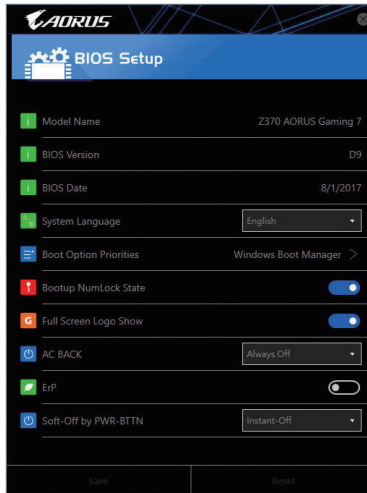 AORUS
BIOS Setup
Model Name Z370 AORUS Gaming 7
BIOS Version D9
BIOS Date 8/1/2017
System Language English
Boot Option Priorities Windows Boot Manager >
Bootup NumLock State
Full Screen Logo Show
AC BACK Always Off
ErP
Soft-Off by PWR-BTTN Instant-Off
Save Reset